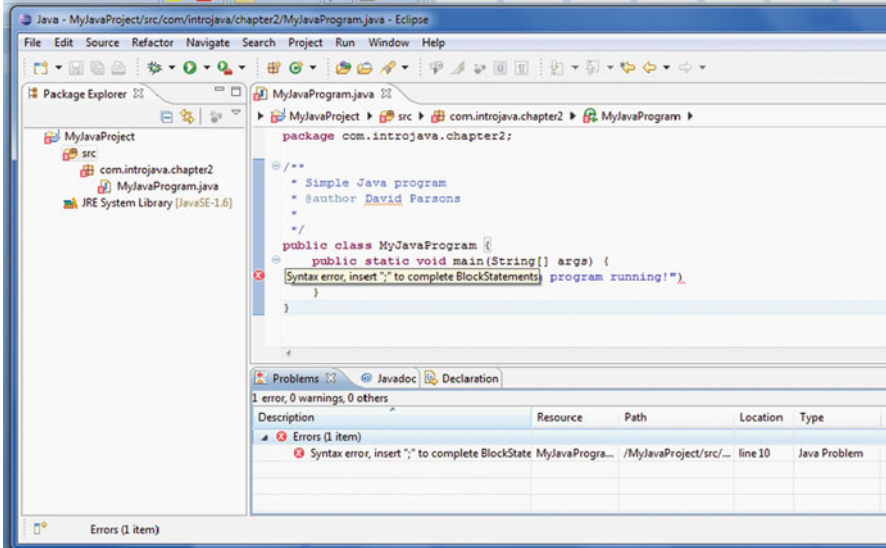 Java - MyJavaProject/src/com/introjava/chapter2/MyJavaProgram.java - Eclipse
File Edit Source Refactor Navigate Search Project Run Window Help
Package Explorer
MyJavaProject
src
com.introjava.chapter2
MyJavaProgram.java
JRE System Library [JavaSE-1.6]
MyJavaProgram.java
MyJavaProject src com.introjava.chapter2 MyJavaProgram
package com.introjava.chapter2;
/**
* Simple Java program
* @author David Parsons
*
*/
public class MyJavaProgram {
public static void main(String[] args) {
Syntax error, insert ";" to complete BlockStatements program running!")
}
}
Problems Javadoc Declaration
1 error, 0 warnings, 0 others
Description Resource Path Location Type
Errors (1 item)
Syntax error, insert ";" to complete BlockState MyJavaProgra... /MyJavaProject/src/... line 10 Java Problem
Errors (1 item)